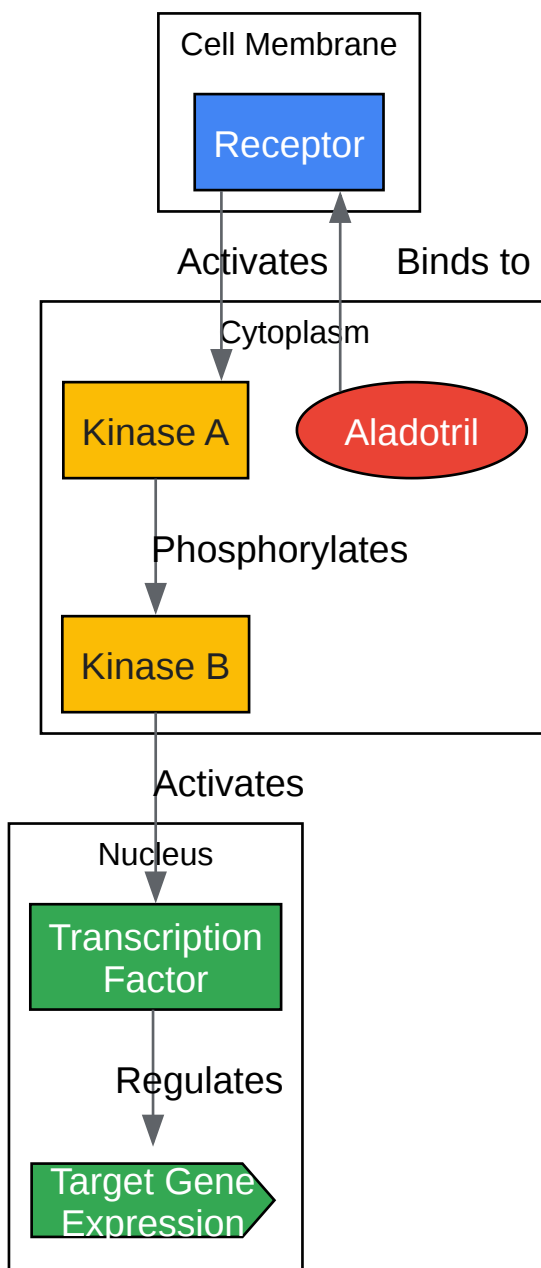 Cell Membrane
Receptor
Activates
Binds to
Cytoplasm
Kinase A
Aladotril
Phosphorylates
Kinase B
Activates
Nucleus
Transcription
Factor
Regulates
Target Gene
Expression